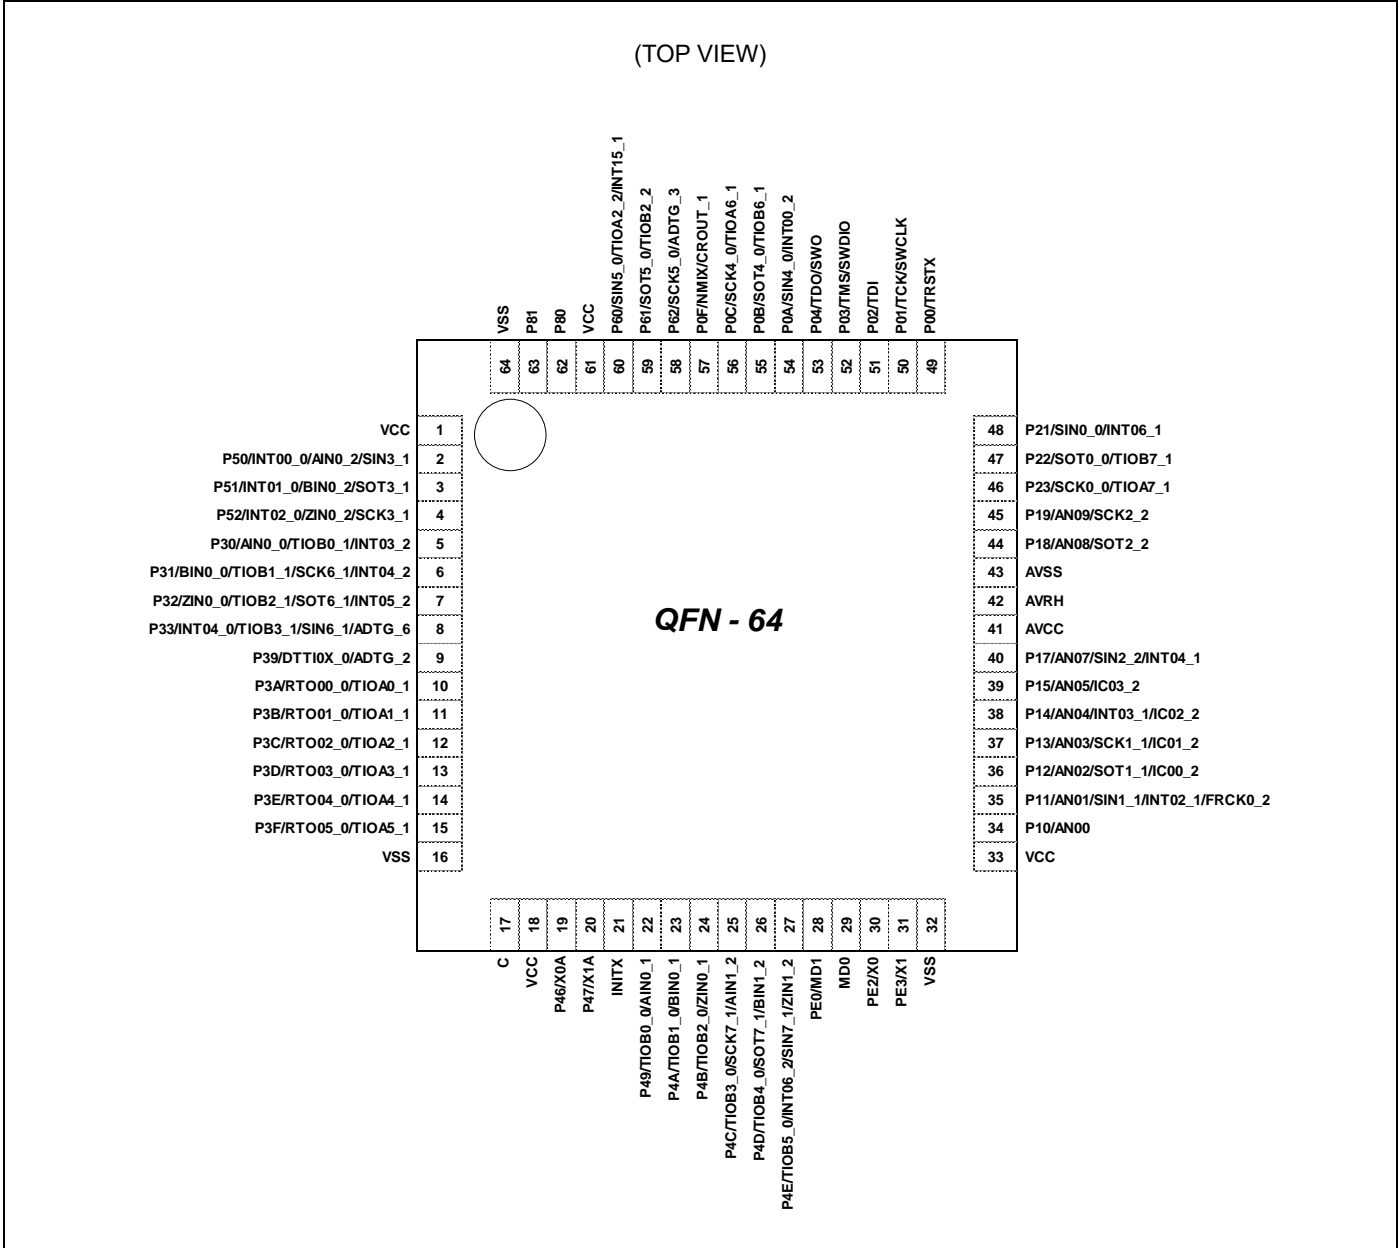 (TOP VIEW)
VSS
P81
P80
VCC
P60/SIN5_0/TIOA2_2/INT15_1
P61/SOT5_0/TIOB2_2
P62/SCK5_0/ADTG_3
P0F/NMIX/CROUT_1
P0C/SCK4_0/TIOA6_1
P0B/SOT4_0/TIOB6_1
P0A/SIN4_0/INT00_2
P04/TDO/SWO
P03/TMS/SWDIO
P02/TDI
P01/TCK/SWCLK
P00/TRSTX
64
63
62
61
60
59
58
57
56
55
54
53
52
51
50
49
VCC 1
P50/INT00_0/AIN0_2/SIN3_1 2
P51/INT01_0/BIN0_2/SOT3_1 3
P52/INT02_0/ZIN0_2/SCK3_1 4
P30/AIN0_0/TIOB0_1/INT03_2 5
P31/BIN0_0/TIOB1_1/SCK6_1/INT04_2 6
P32/ZIN0_0/TIOB2_1/SOT6_1/INT05_2 7
P33/INT04_0/TIOB3_1/SIN6_1/ADTG_6 8
P39/DTTI0X_0/ADTG_2 9
P3A/RTO00_0/TIOA0_1 10
P3B/RTO01_0/TIOA1_1 11
P3C/RTO02_0/TIOA2_1 12
P3D/RTO03_0/TIOA3_1 13
P3E/RTO04_0/TIOA4_1 14
P3F/RTO05_0/TIOA5_1 15
VSS 16
QFN - 64
48 P21/SIN0_0/INT06_1
47 P22/SOT0_0/TIOB7_1
46 P23/SCK0_0/TIOA7_1
45 P19/AN09/SCK2_2
44 P18/AN08/SOT2_2
43 AVSS
42 AVRH
41 AVCC
40 P17/AN07/SIN2_2/INT04_1
39 P15/AN05/IC03_2
38 P14/AN04/INT03_1/IC02_2
37 P13/AN03/SCK1_1/IC01_2
36 P12/AN02/SOT1_1/IC00_2
35 P11/AN01/SIN1_1/INT02_1/FRCK0_2
34 P10/AN00
33 VCC
17
18
19
20
21
22
23
24
25
26
27
28
29
30
31
32
C
VCC
P46/X0A
P47/X1A
INITX
P49/TIOB0_0/AIN0_1
P4A/TIOB1_0/BIN0_1
P4B/TIOB2_0/ZIN0_1
P4C/TIOB3_0/SCK7_1/AIN1_2
P4D/TIOB4_0/SOT7_1/BIN1_2
P4E/TIOB5_0/INT06_2/SIN7_1/ZIN1_2
PE0/MD1
MD0
PE2/X0
PE3/X1
VSS